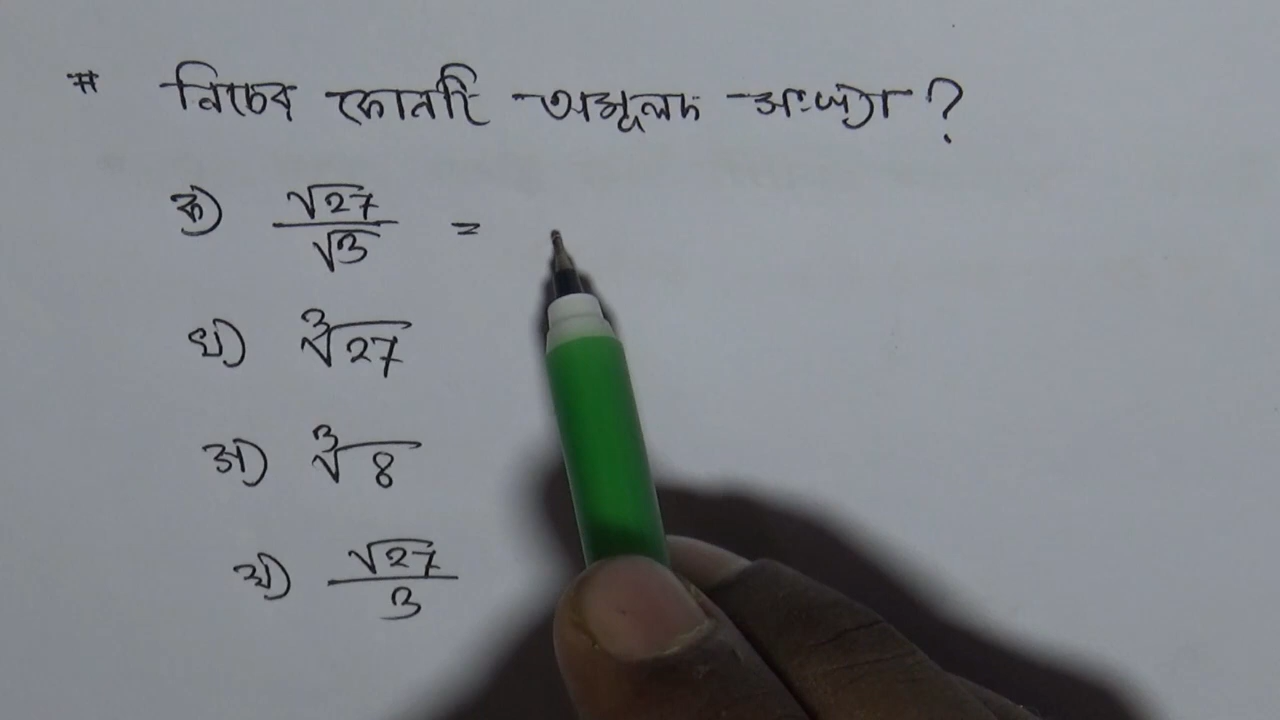 # নিচের কোনটি অমূলদ সংখ্যা ?
ক) √27/√3 =
খ) ∛27
গ) ∛8
ঘ) √27/3